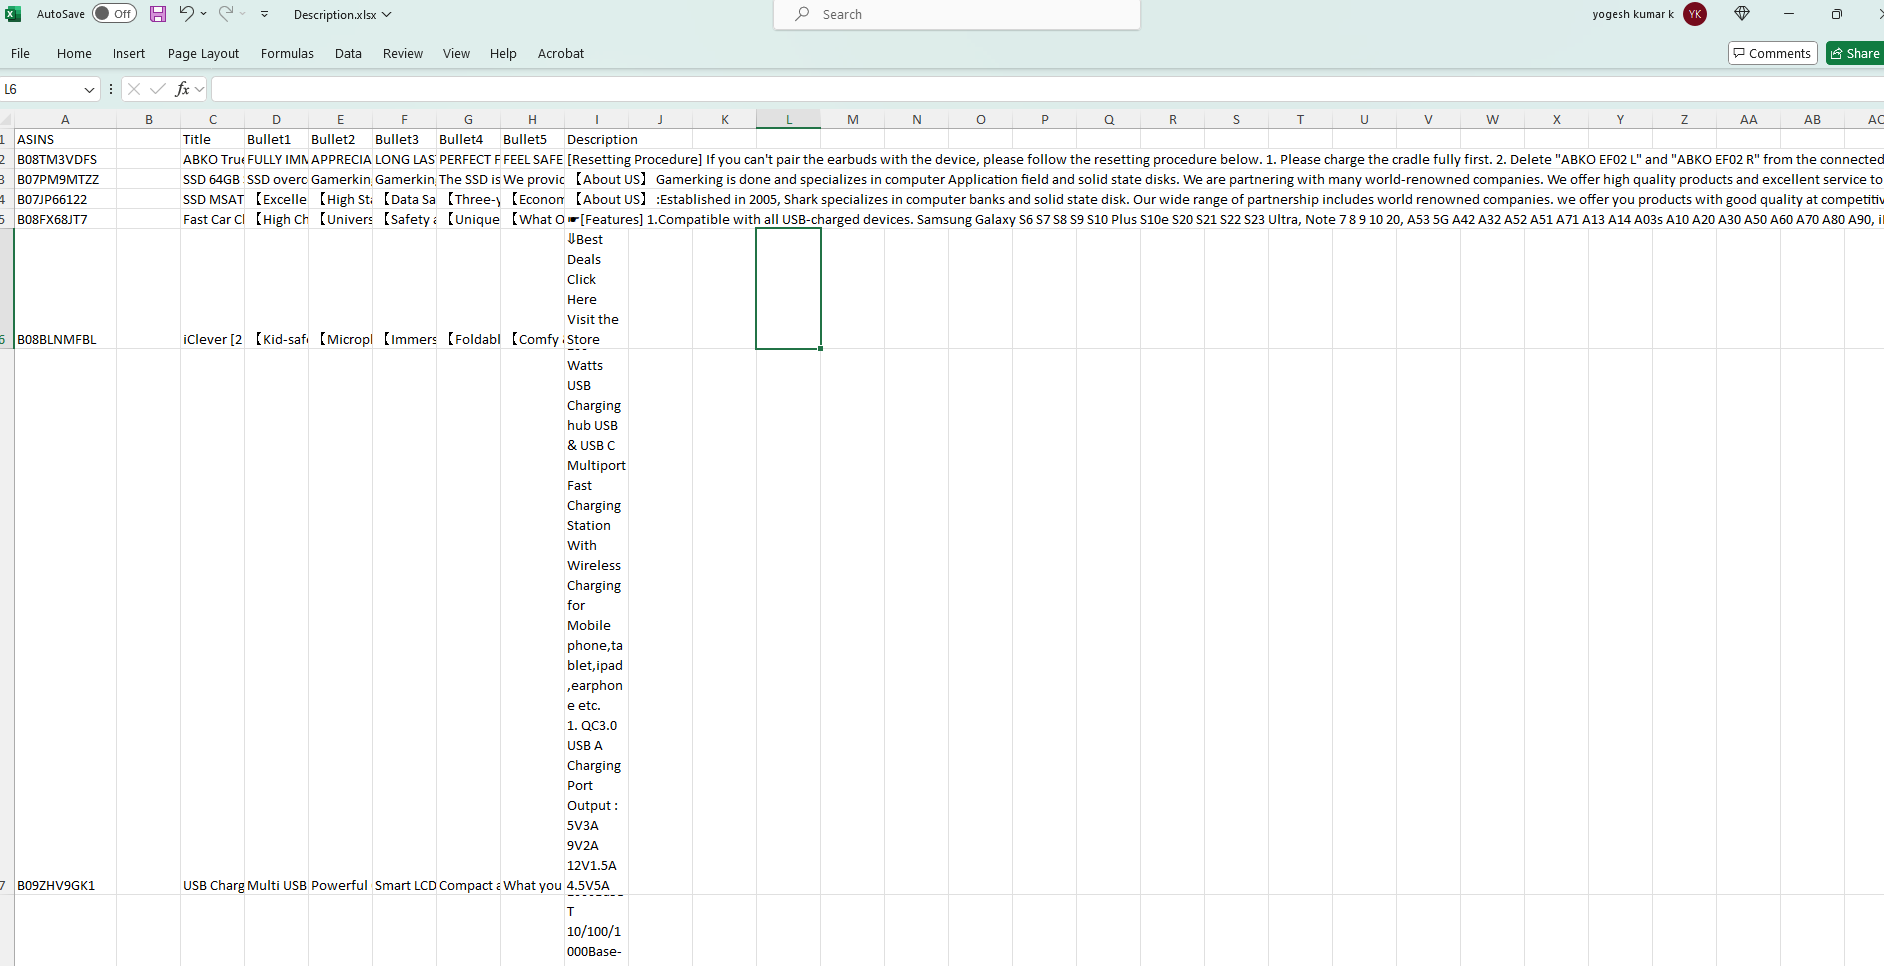 AutoSave Off Description.xlsx Search yogesh kumar k YK
File Home Insert Page Layout Formulas Data Review View Help Acrobat Comments Share
L6 fx
A B C D E F G H I J K L M N O P Q R S T U V W X Y Z AA AB AC
1 ASINS Title Bullet1 Bullet2 Bullet3 Bullet4 Bullet5 Description
2 B08TM3VDFS ABKO True FULLY IMM APPRECIA LONG LAS PERFECT F FEEL SAFE [Resetting Procedure] If you can't pair the earbuds with the device, please follow the resetting procedure below. 1. Please charge the cradle fully first. 2. Delete "ABKO EF02 L" and "ABKO EF02 R" from the connected
3 B07PM9MTZZ SSD 64GB SSD overc Gamerkin Gamerkin The SSD is We provid 【About US】 Gamerking is done and specializes in computer Application field and solid state disks. We are partnering with many world-renowned companies. We offer high quality products and excellent service to
4 B07JP66122 SSD MSAT 【Excelle 【High Sta 【Data Sa 【Three-y 【Econom 【About US】 :Established in 2005, Shark specializes in computer banks and solid state disk. Our wide range of partnership includes world renowned companies. we offer you products with good quality at competitiv
5 B08FX68JT7 Fast Car Cl 【High Ch 【Univers 【Safety a 【Unique 【What O ☛[Features] 1.Compatible with all USB-charged devices. Samsung Galaxy S6 S7 S8 S9 S10 Plus S10e S20 S21 S22 S23 Ultra, Note 7 8 9 10 20, A53 5G A42 A32 A52 A51 A71 A13 A14 A03s A10 A20 A30 A50 A60 A70 A80 A90, i
⇓Best
Deals
Click
Here
Visit the
6 B08BLNMFBL iClever [2 【Kid-safe 【Microph 【Immers 【Foldabl 【Comfy Store
Watts
USB
Charging
hub USB
& USB C
Multiport
Fast
Charging
Station
With
Wireless
Charging
for
Mobile
phone,ta
blet,ipad
,earphon
e etc.
1. QC3.0
USB A
Charging
Port
Output :
5V3A
9V2A
12V1.5A
7 B09ZHV9GK1 USB Charg Multi USB Powerful Smart LCD Compact a What you 4.5V5A
T
10/100/1
000Base-